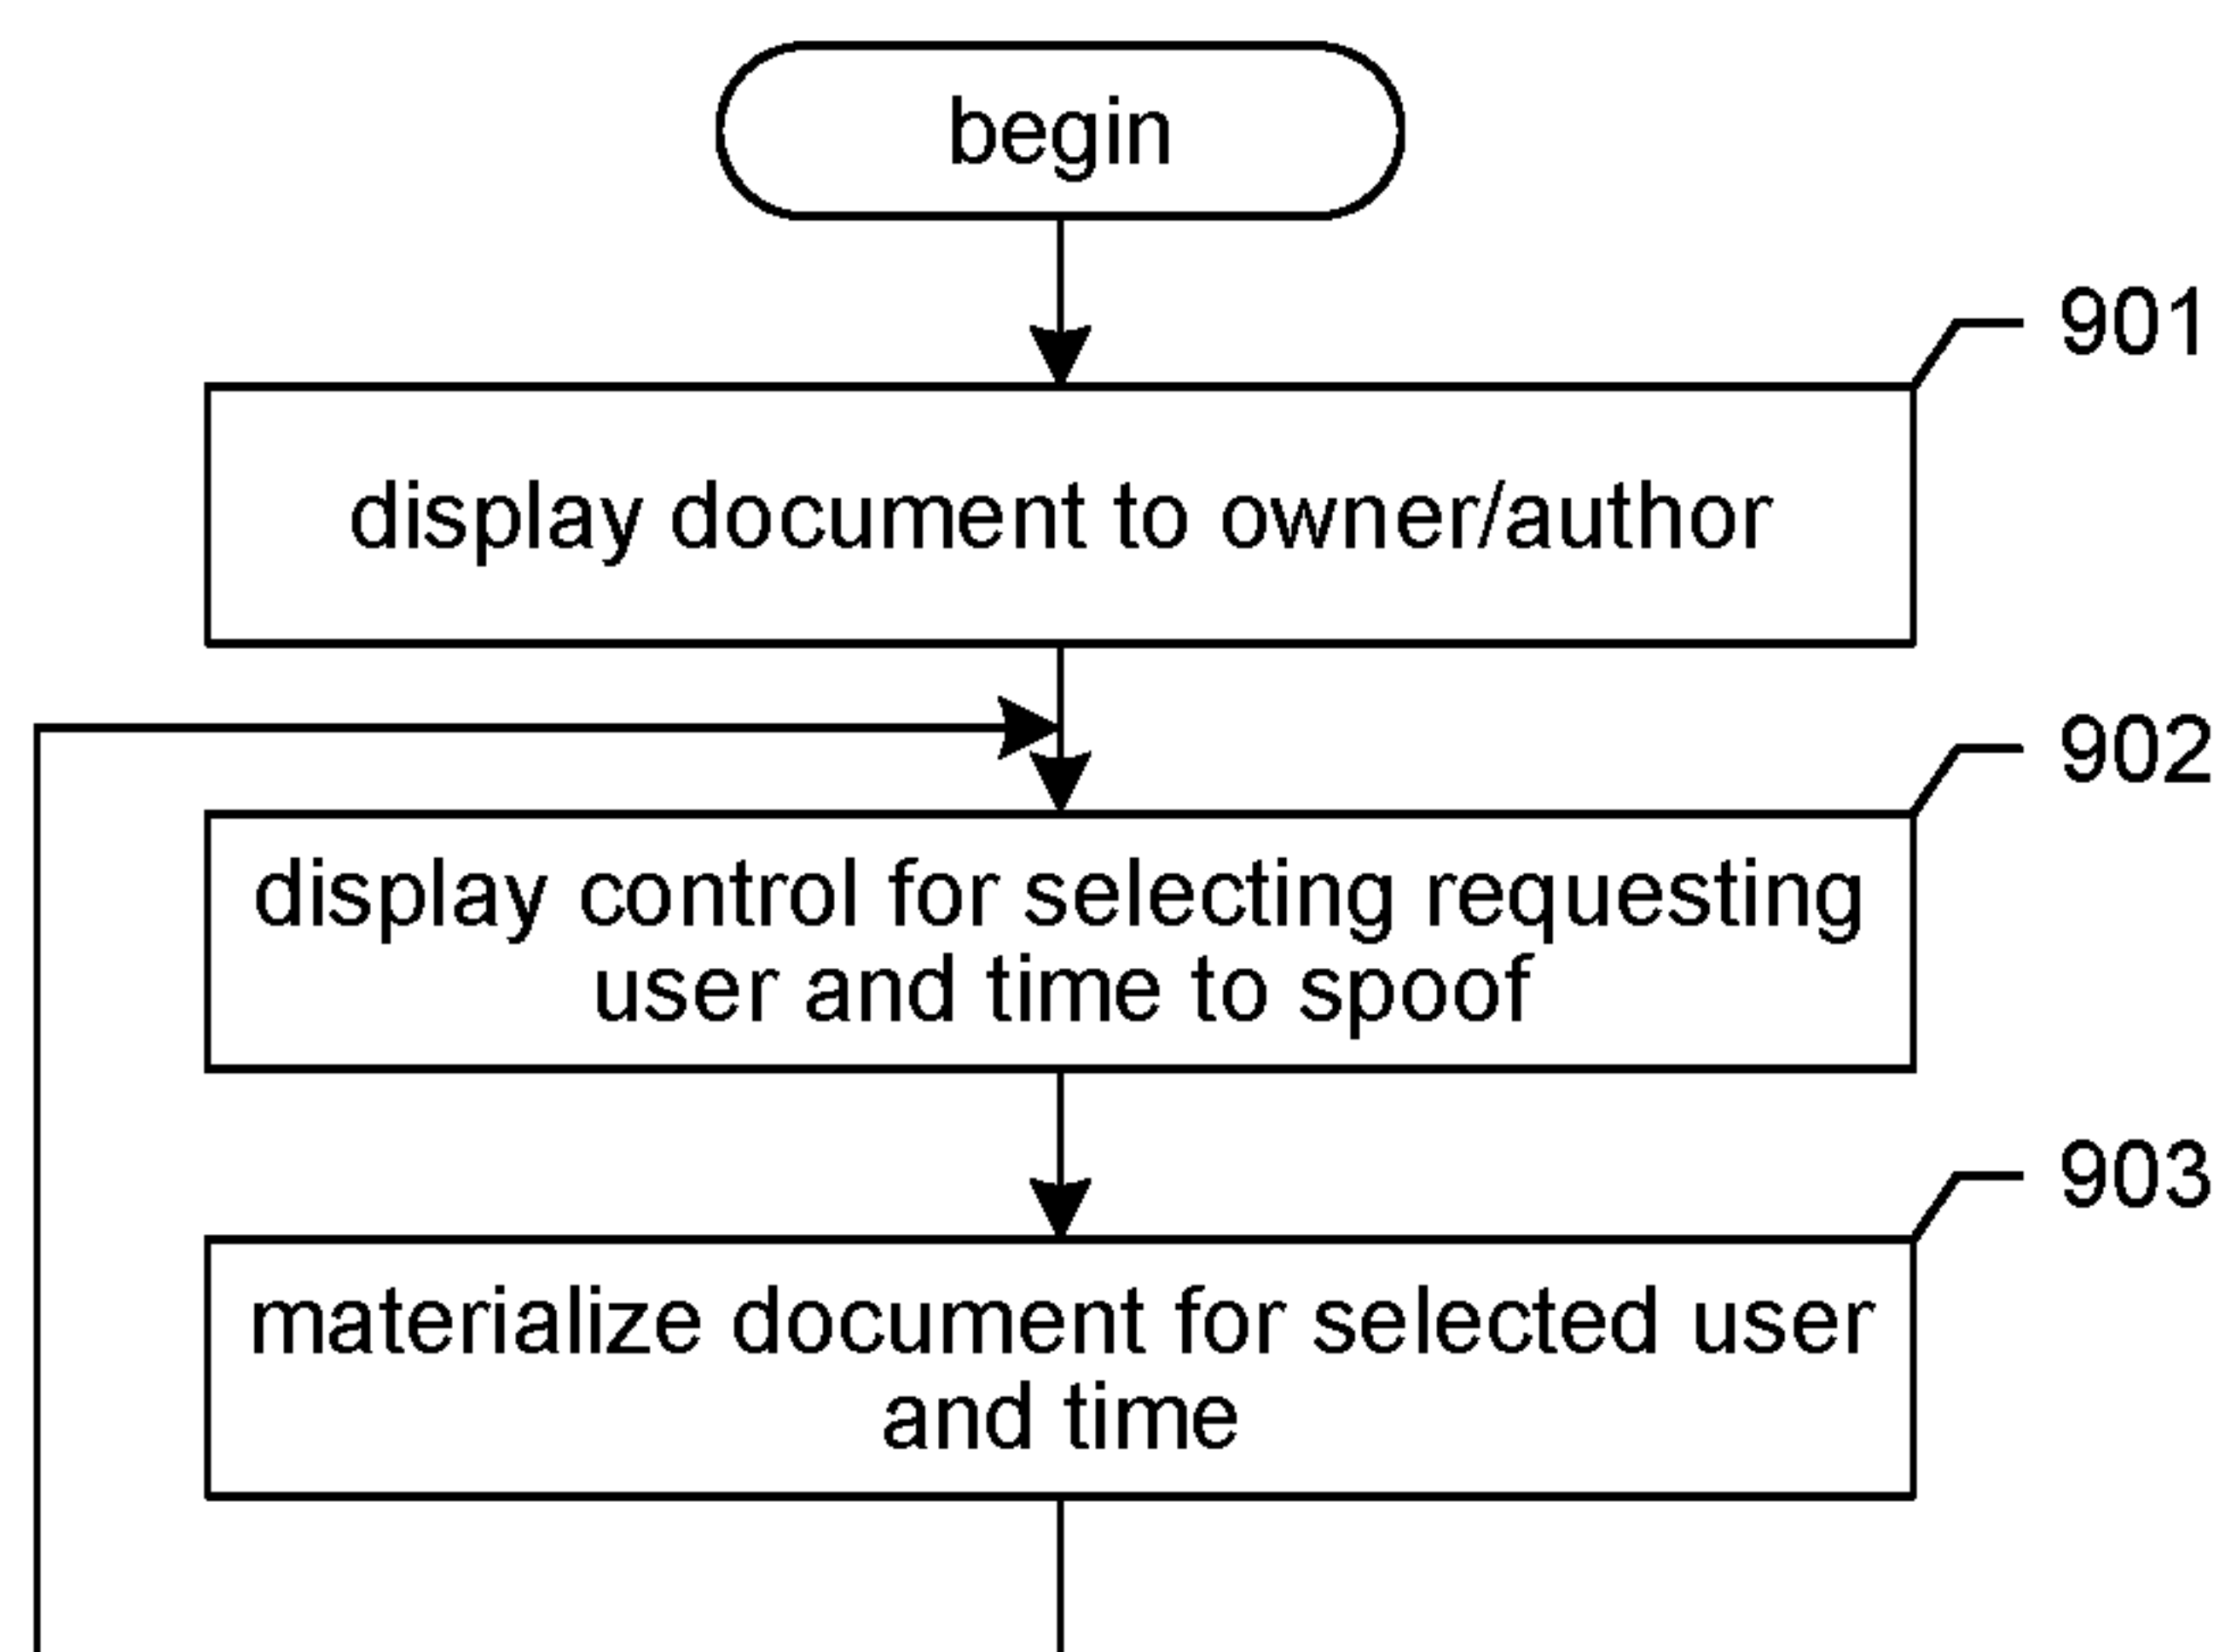 begin
901
display document to owner/author
902
display control for selecting requesting
user and time to spoof
903
materialize document for selected user
and time